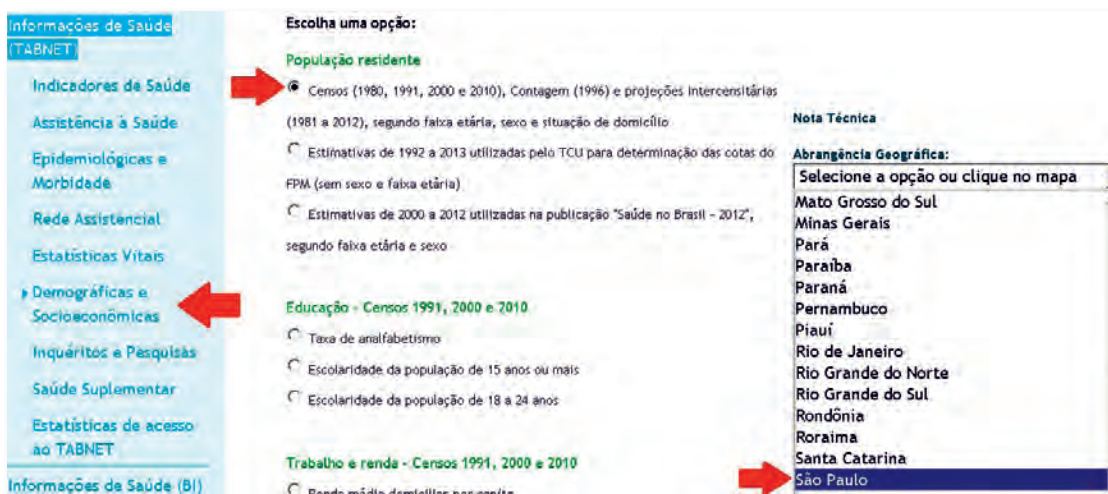 Informações de Saúde
(TABNET)
Indicadores de Saúde
Assistência à Saúde
Epidemiológicas e
Morbidade
Rede Assistencial
Estatísticas Vitais
Demográficas e
Socioeconômicas
Inquéritos e Pesquisas
Saúde Suplementar
Estatísticas de acesso
ao TABNET
Informações de Saúde (BI)
Escolha uma opção:
População residente
Censos (1980, 1991, 2000 e 2010), Contagem (1996) e projeções intercensitárias
(1981 a 2012), segundo faixa etária, sexo e situação de domicílio
Estimativas de 1992 a 2013 utilizadas pelo TCU para determinação das cotas do
FPM (sem sexo e faixa etária)
Estimativas de 2000 a 2012 utilizadas na publicação "Saúde no Brasil - 2012",
segundo faixa etária e sexo
Educação - Censos 1991, 2000 e 2010
Taxa de analfabetismo
Escolaridade da população de 15 anos ou mais
Escolaridade da população de 18 a 24 anos
Trabalho e renda - Censos 1991, 2000 e 2010
Renda média domiciliar per capita
Nota Técnica
Abrangência Geográfica:
Selecione a opção ou clique no mapa
Mato Grosso do Sul
Minas Gerais
Pará
Paraíba
Paraná
Pernambuco
Piauí
Rio de Janeiro
Rio Grande do Norte
Rio Grande do Sul
Rondônia
Roraima
Santa Catarina
São Paulo